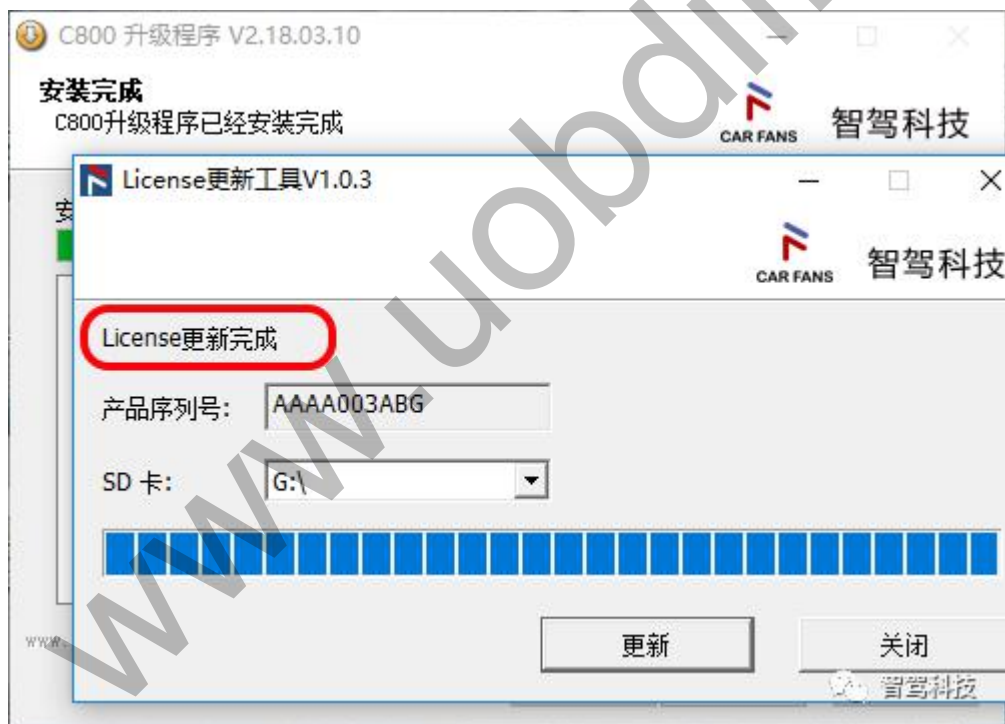 C800 升级程序 V2.18.03.10
安装完成
C800升级程序已经安装完成
CAR FANS 智驾科技
License更新工具V1.0.3
安
CAR FANS 智驾科技
License更新完成
产品序列号: AAAA003ABG
SD 卡: G:\
更新 关闭
www.
智驾科技
www.uobdii